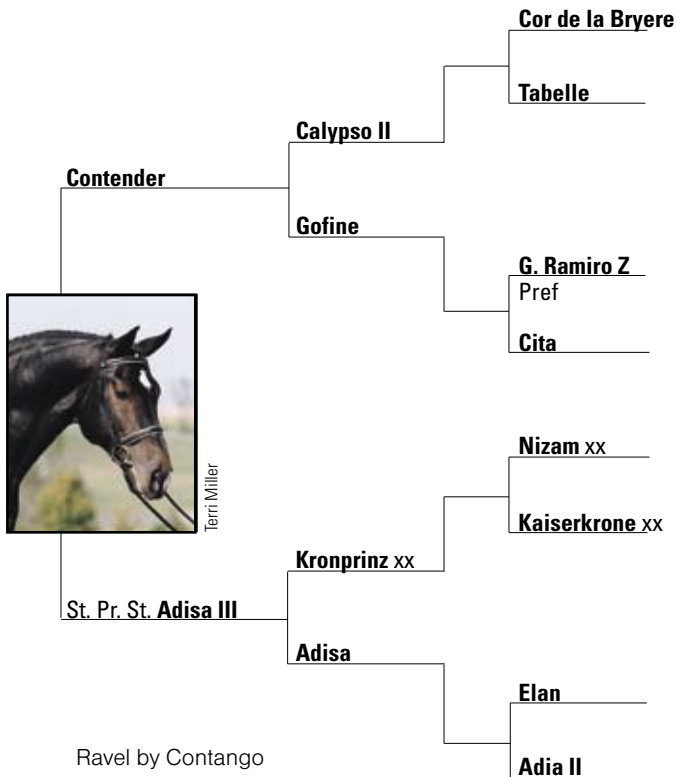 Cor de la Bryere
Tabelle
Calypso II
Contender
Gofine
G. Ramiro Z
Pref
Cita
Terri Miller
Nizam xx
Kaiserkrone xx
Kronprinz xx
St. Pr. St. Adisa III
Adisa
Elan
Adia II
Ravel by Contango